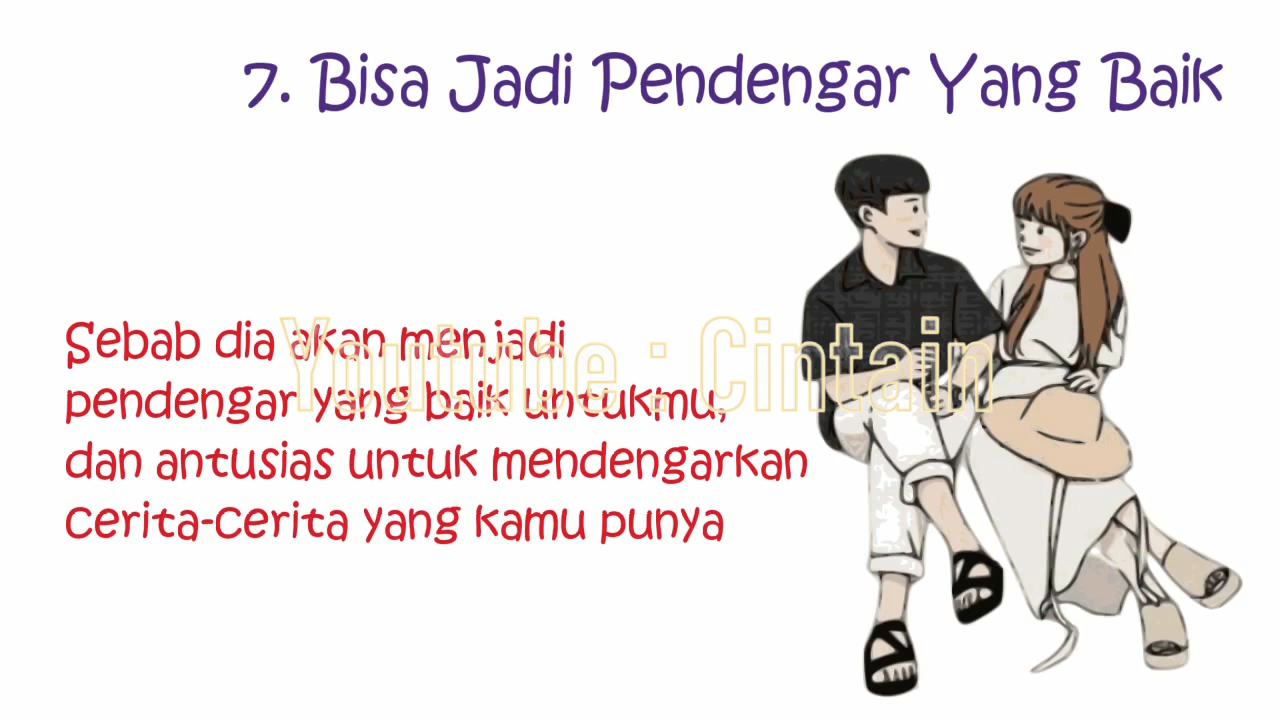 7. Bisa Jadi Pendengar Yang Baik
Sebab dia akan menjadi
pendengar yang baik untukmu,
dan antusias untuk mendengarkan
cerita-cerita yang kamu punya
Youtube : Cintain